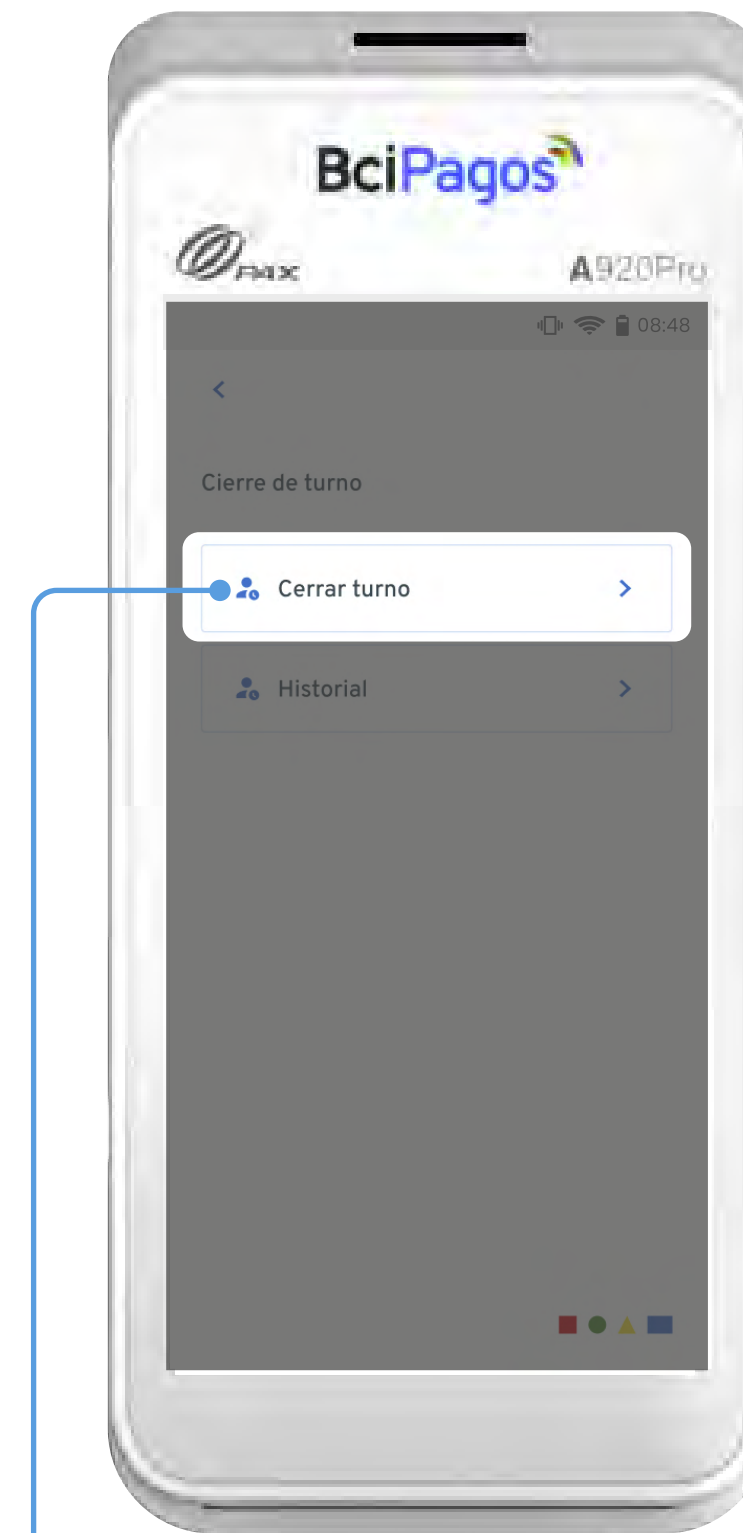 BciPagos
PAX
A920Pro
08:48
Cierre de turno
Cerrar turno
Historial